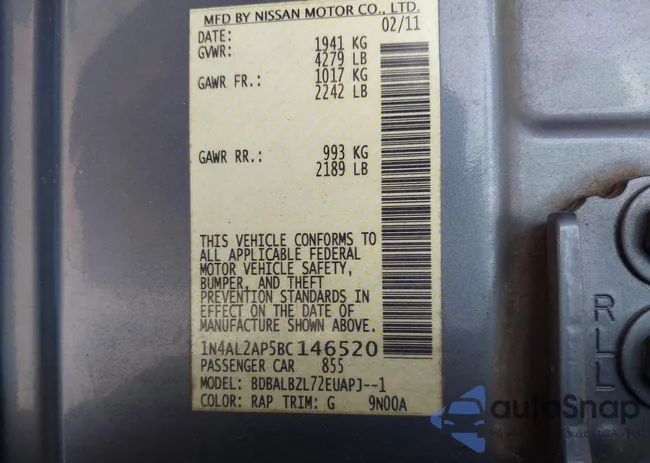 MFD BY NISSAN MOTOR CO., LTD.
DATE: 02/11
GVWR: 1941 KG
4279 LB
GAWR FR.: 1017 KG
2242 LB
GAWR RR.: 993 KG
2189 LB
THIS VEHICLE CONFORMS TO
ALL APPLICABLE FEDERAL
MOTOR VEHICLE SAFETY,
BUMPER, AND THEFT
PREVENTION STANDARDS IN
EFFECT ON THE DATE OF
MANUFACTURE SHOWN ABOVE.
1N4AL2AP5BC146520
PASSENGER CAR 855
MODEL: BDBALBZL72EUAPJ--1
COLOR: RAP TRIM: G 9N00A
RLL
autoSnap